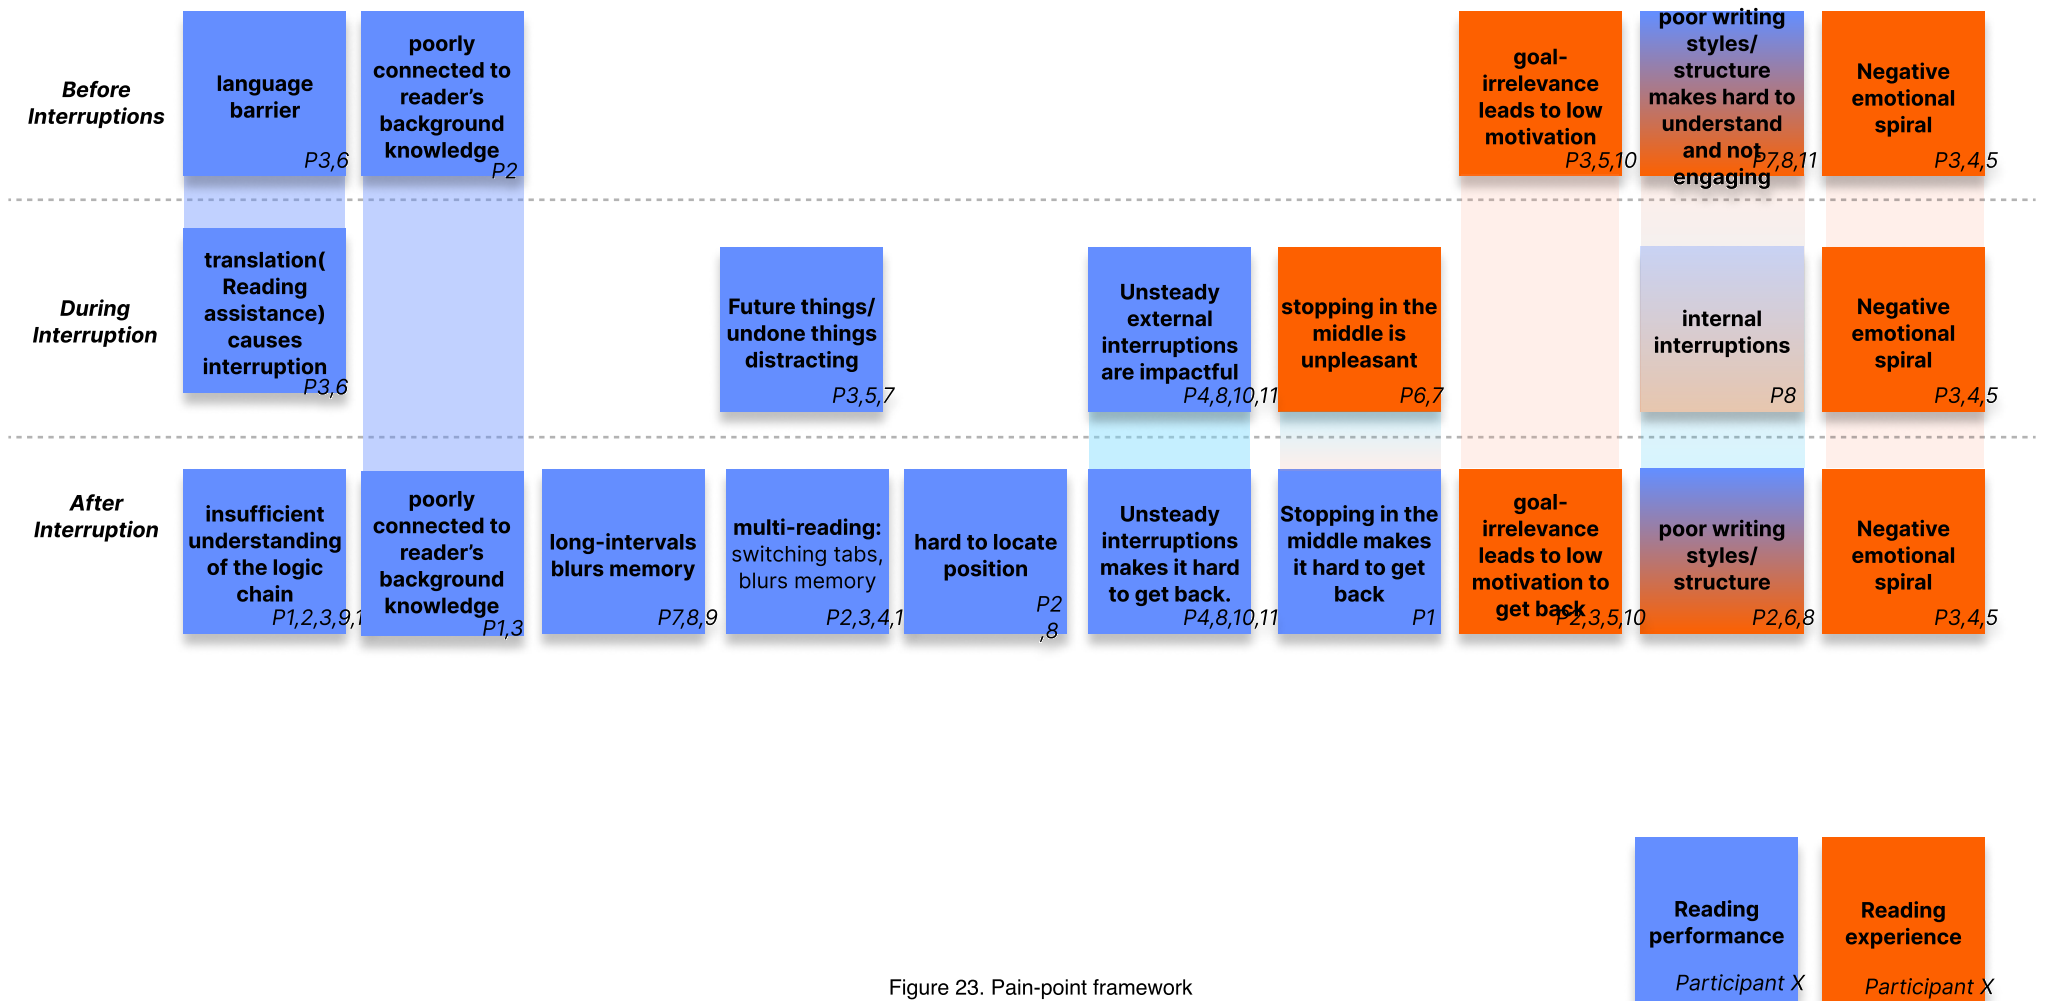 Before
Interruptions
language
barrier
P3,6
poorly
connected to
reader’s
background
knowledge
P2
goal-
irrelevance
leads to low
motivation
P3,5,10
poor writing
styles/
structure
makes hard to
understand
and not
engaging
P7,8,11
Negative
emotional
spiral
P3,4,5
During
Interruption
translation(
Reading
assistance)
causes
interruption
P3,6
Future things/
undone things
distracting
P3,5,7
Unsteady
external
interruptions
are impactful
P4,8,10,11
stopping in the
middle is
unpleasant
P6,7
internal
interruptions
P8
Negative
emotional
spiral
P3,4,5
After
Interruption
insufficient
understanding
of the logic
chain
P1,2,3,9,1
poorly
connected to
reader’s
background
knowledge
P1,3
long-intervals
blurs memory
P7,8,9
multi-reading:
switching tabs,
blurs memory
P2,3,4,1
hard to locate
position
P2
,8
Unsteady
interruptions
makes it hard
to get back.
P4,8,10,11
Stopping in the
middle makes
it hard to get
back
P1
goal-
irrelevance
leads to low
motivation to
get back
P2,3,5,10
poor writing
styles/
structure
P2,6,8
Negative
emotional
spiral
P3,4,5
Reading
performance
Participant X
Reading
experience
Participant X
Figure 23. Pain-point framework